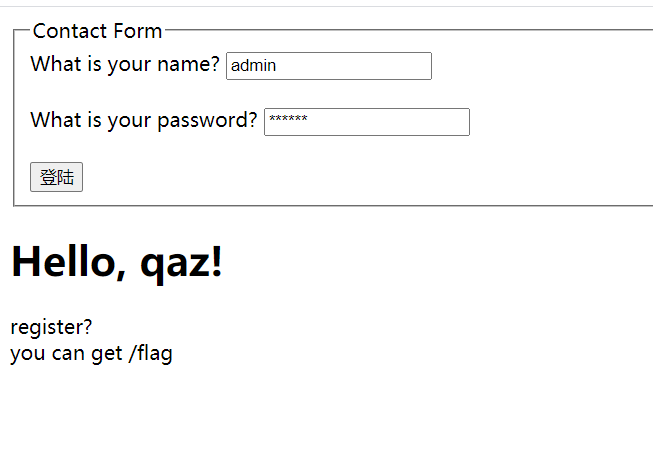 Contact Form
What is your name? admin
What is your password? ******
登陆
Hello, qaz!
register?
you can get /flag